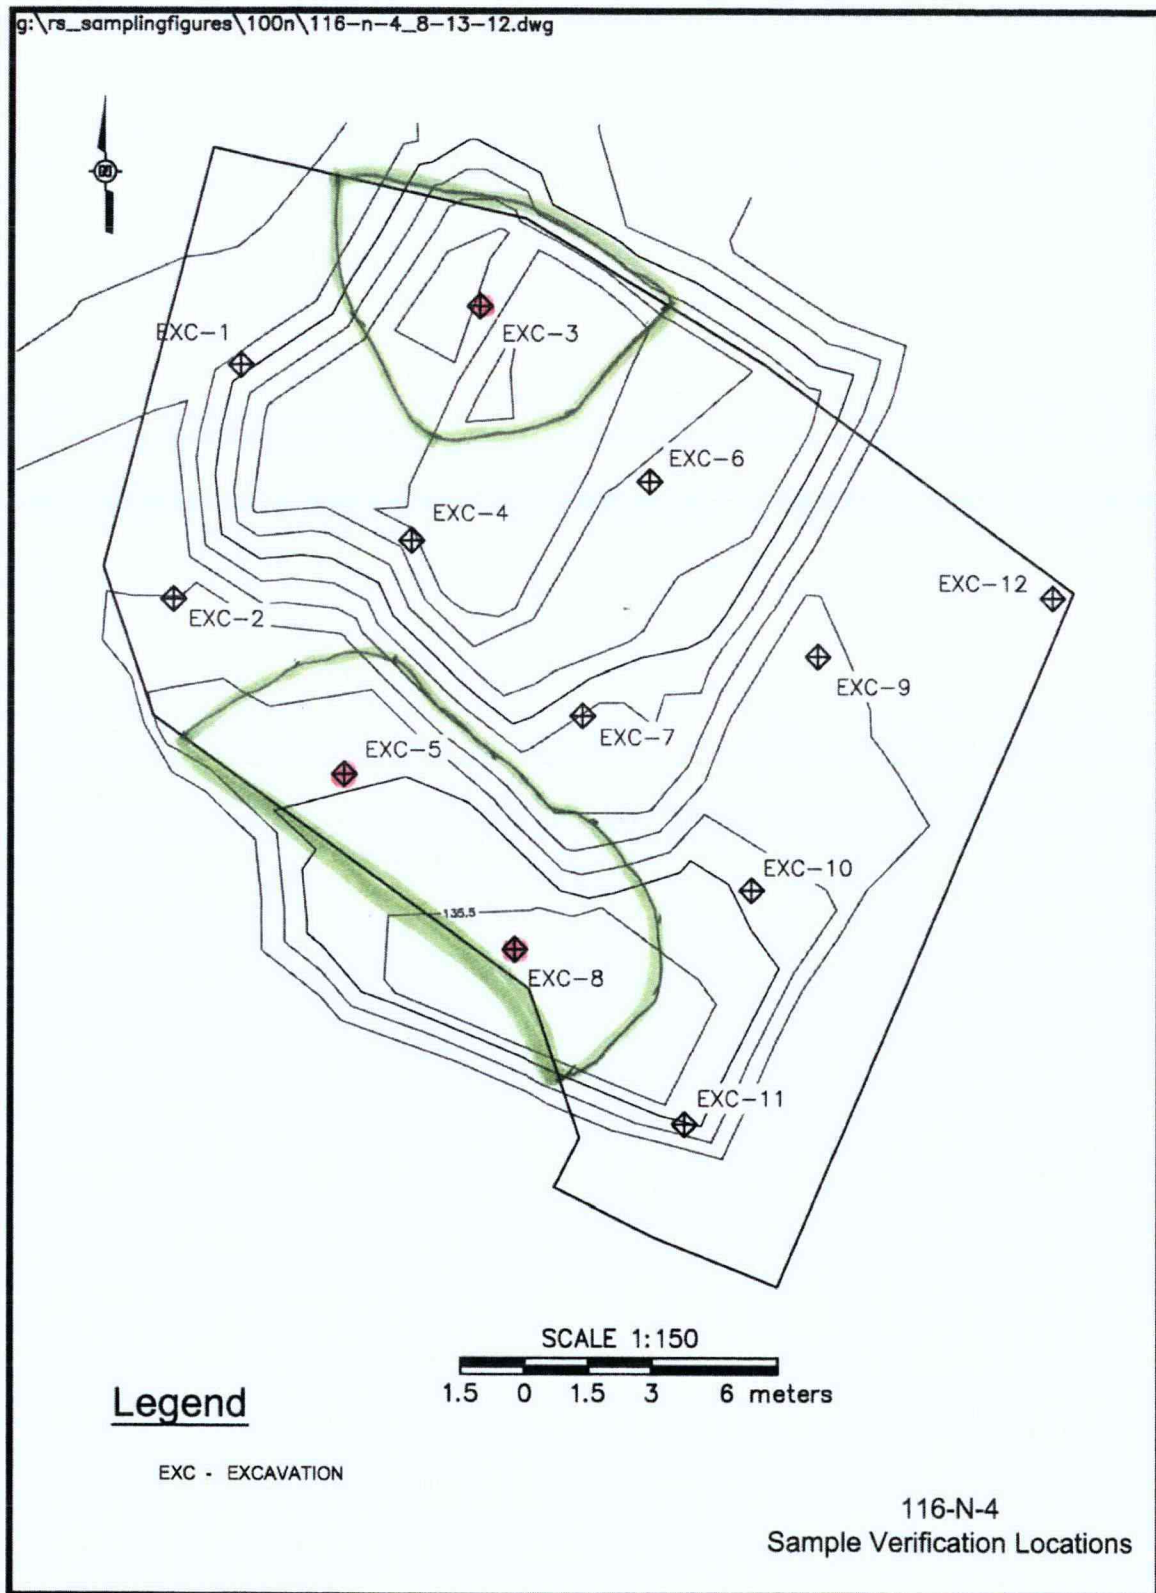 g:\rs_samplingfigures\100n\116-n-4_8-13-12.dwg
N
EXC-1
EXC-3
EXC-6
EXC-4
EXC-12
EXC-2
EXC-9
EXC-7
EXC-5
EXC-10
135.5
EXC-8
EXC-11
SCALE 1:150
1.5 0 1.5 3 6 meters
Legend
EXC - EXCAVATION
116-N-4
Sample Verification Locations